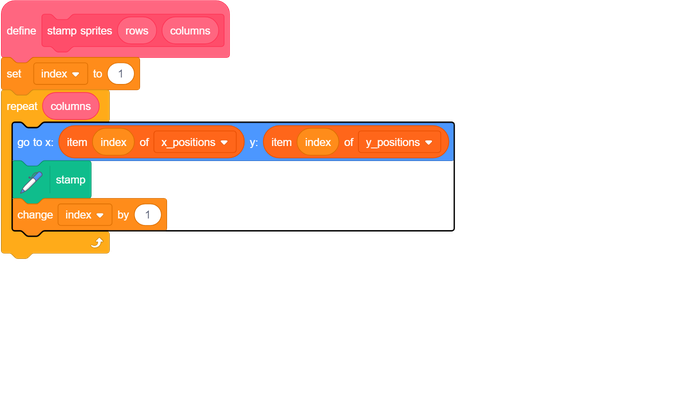 define stamp sprites rows columns
set index to 1
repeat columns
go to x: item index of x_positions y: item index of y_positions
stamp
change index by 1